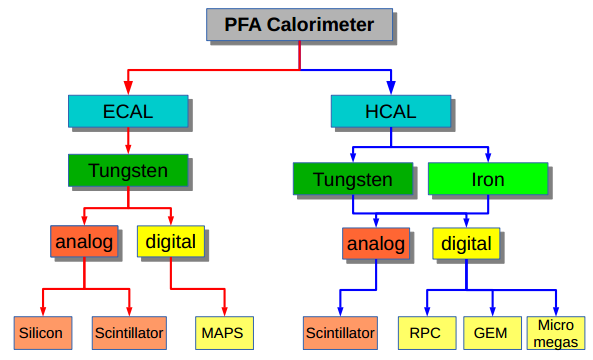 PFA Calorimeter
ECAL
HCAL
Tungsten
Tungsten
Iron
analog
digital
analog
digital
Silicon
Scintillator
MAPS
Scintillator
RPC
GEM
Micro
megas